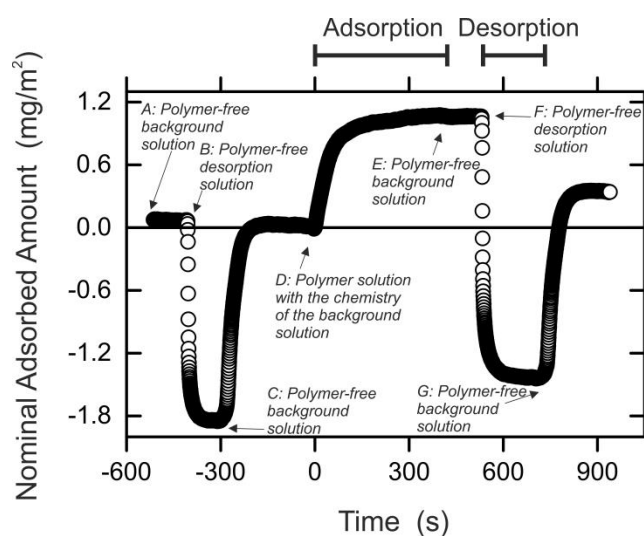 Adsorption Desorption
Nominal Adsorbed Amount (mg/m²)
1.2
0.6
0.0
-0.6
-1.2
-1.8
A: Polymer-free
background
solution
B: Polymer-free
desorption
solution
E: Polymer-free
background
solution
F: Polymer-free
desorption
solution
D: Polymer solution
with the chemistry
of the background
solution
C: Polymer-free
background
solution
G: Polymer-free
background
solution
-600 -300 0 300 600 900
Time (s)